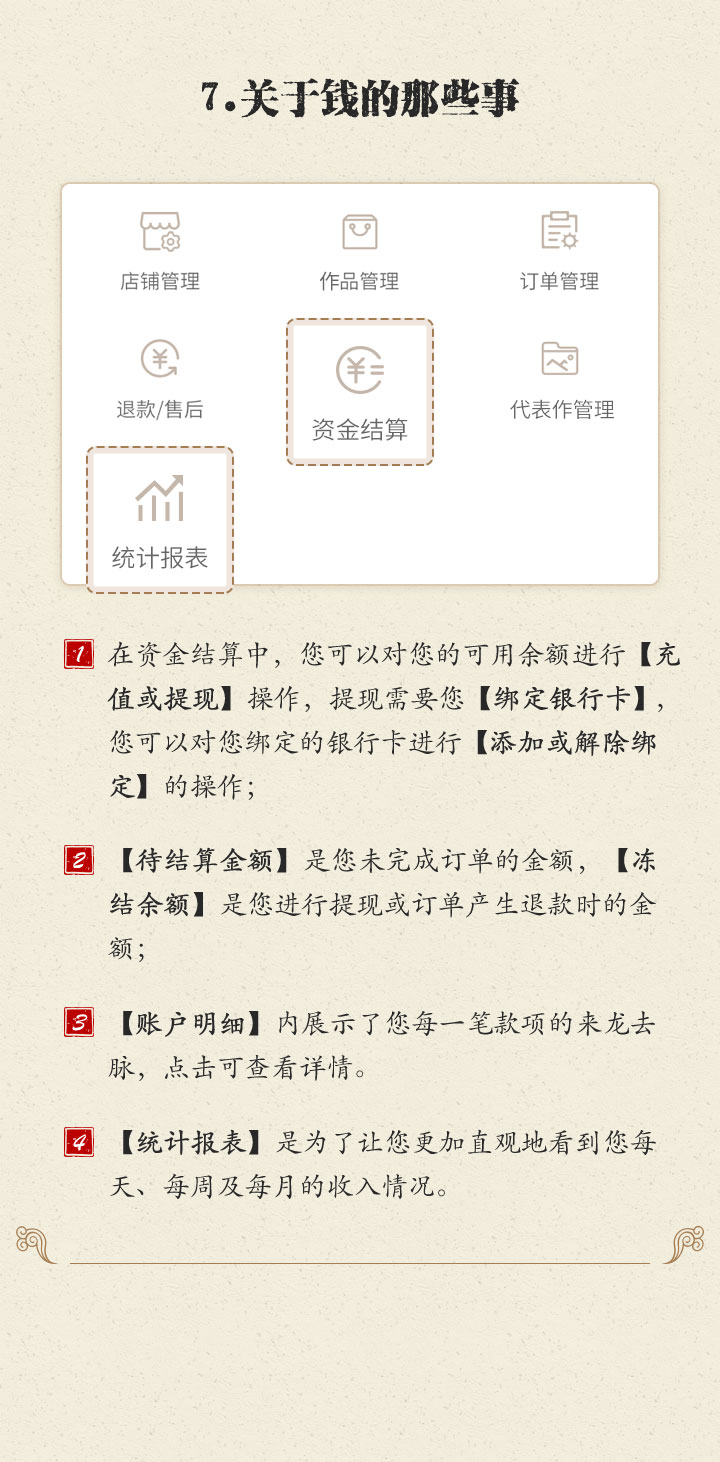 7.关于钱的那些事
店铺管理
作品管理
订单管理
退款/售后
资金结算
代表作管理
统计报表
1 在资金结算中，您可以对您的可用余额进行【充
值或提现】操作，提现需要您【绑定银行卡】，
您可以对您绑定的银行卡进行【添加或解除绑
定】的操作；
2 【待结算金额】是您未完成订单的金额，【冻
结余额】是您进行提现或订单产生退款时的金
额；
3 【账户明细】内展示了您每一笔款项的来龙去
脉，点击可查看详情。
4 【统计报表】是为了让您更加直观地看到您每
天、每周及每月的收入情况。